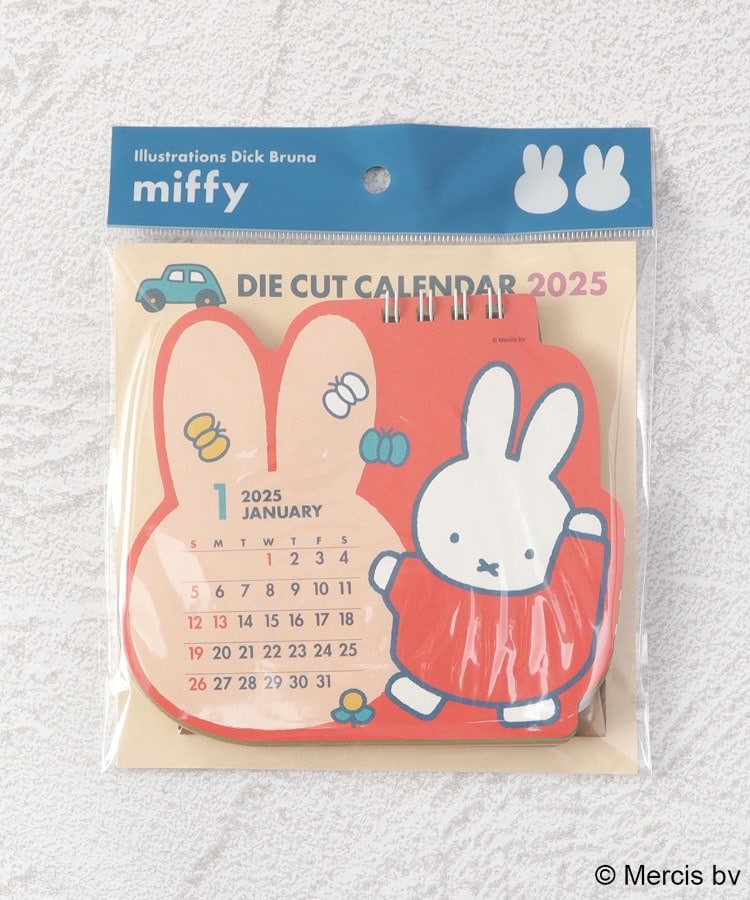 Illustrations Dick Bruna
miffy
DIE CUT CALENDAR 2025
© Mercis bv
1 2025
JANUARY
S M T W T F S
1 2 3 4
5 6 7 8 9 10 11
12 13 14 15 16 17 18
19 20 21 22 23 24 25
26 27 28 29 30 31
© Mercis bv